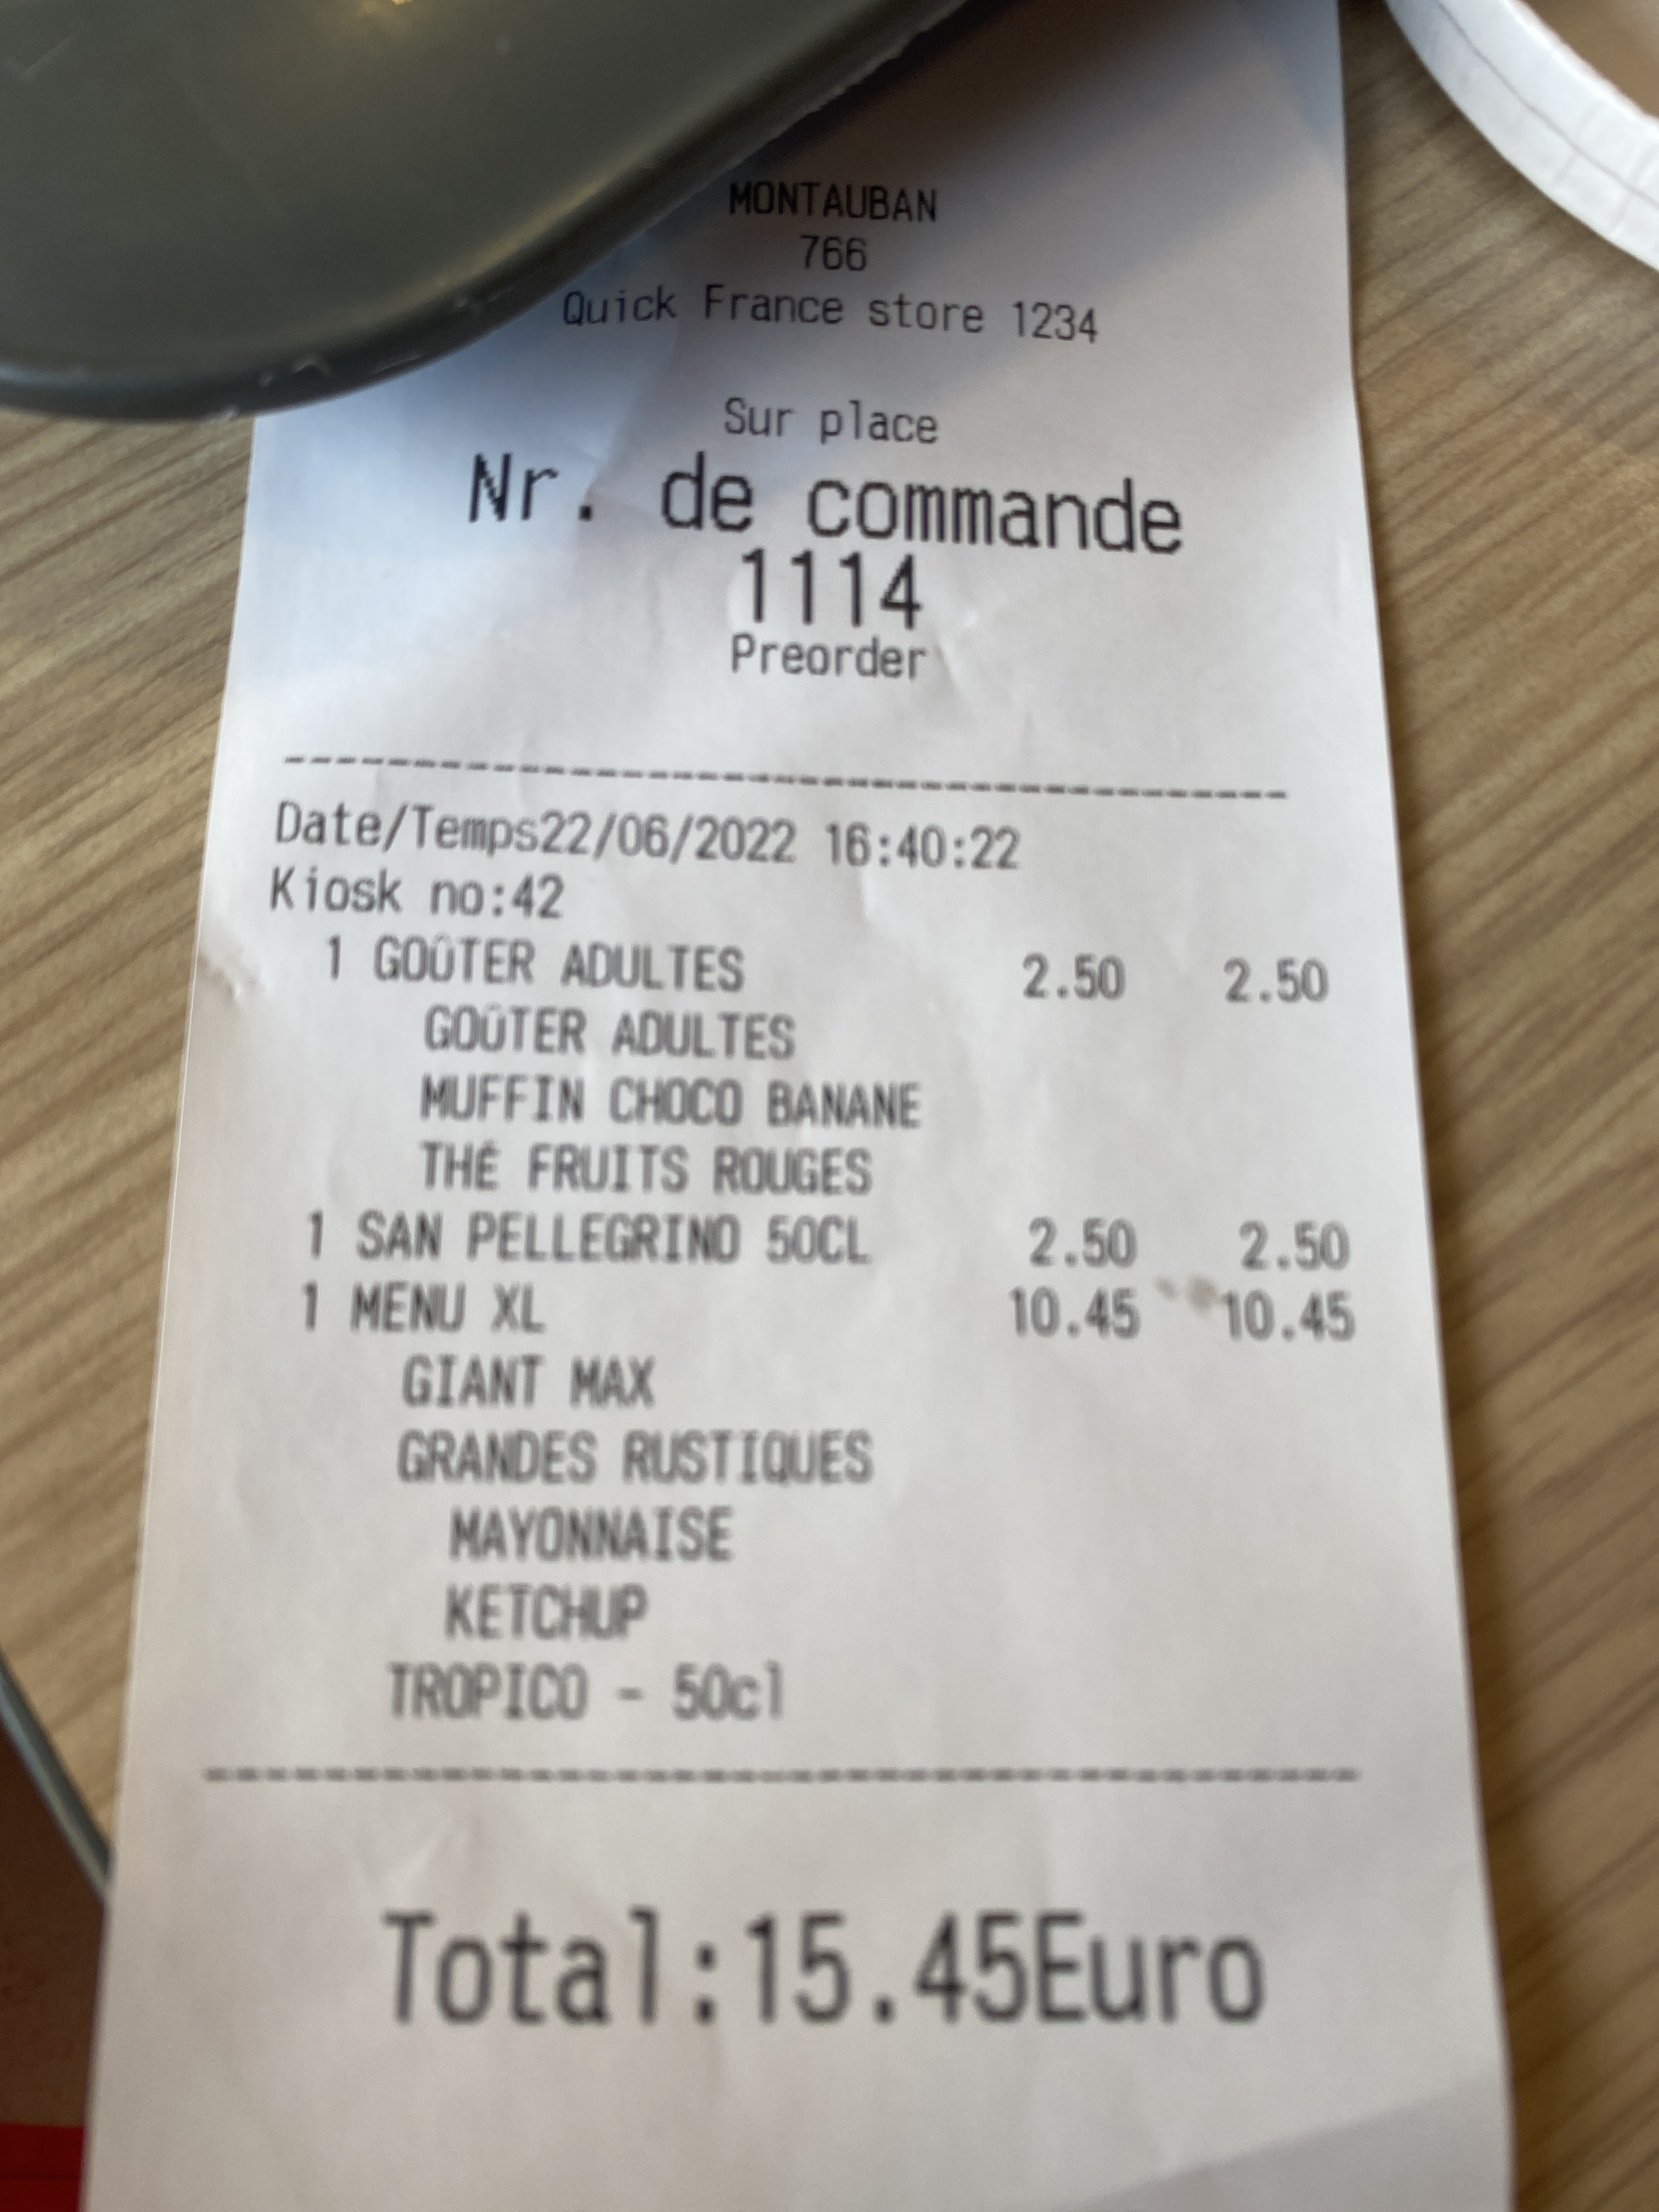 MONTAUBAN
766
Quick France store 1234
Sur place
Nr. de commande
1114
Preorder
Date/Temps22/06/2022 16:40:22
Kiosk no:42
1 GOÛTER ADULTES 2.50 2.50
GOÛTER ADULTES
MUFFIN CHOCO BANANE
THÉ FRUITS ROUGES
1 SAN PELLEGRINO 50CL 2.50 2.50
1 MENU XL 10.45 10.45
GIANT MAX
GRANDES RUSTIQUES
MAYONNAISE
KETCHUP
TROPICO - 50cl
Total:15.45Euro